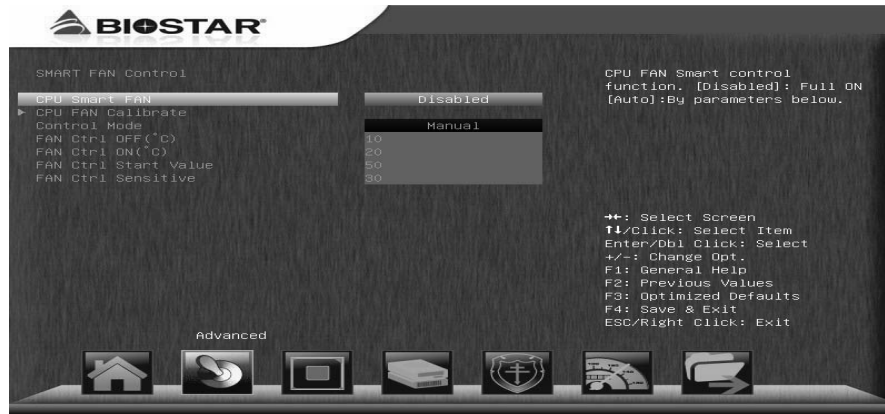 BIOSTAR®
SMART FAN Control
CPU Smart FAN Disabled
CPU FAN Calibrate
Control Mode Manual
FAN Ctrl OFF(°C) 10
FAN Ctrl ON(°C) 20
FAN Ctrl Start Value 50
FAN Ctrl Sensitive 30
CPU FAN Smart control
function. [Disabled]: Full ON
[Auto]:By parameters below.
→←: Select Screen
↑↓/Click: Select Item
Enter/Dbl Click: Select
+/-: Change Opt.
F1: General Help
F2: Previous Values
F3: Optimized Defaults
F4: Save & Exit
ESC/Right Click: Exit
Advanced